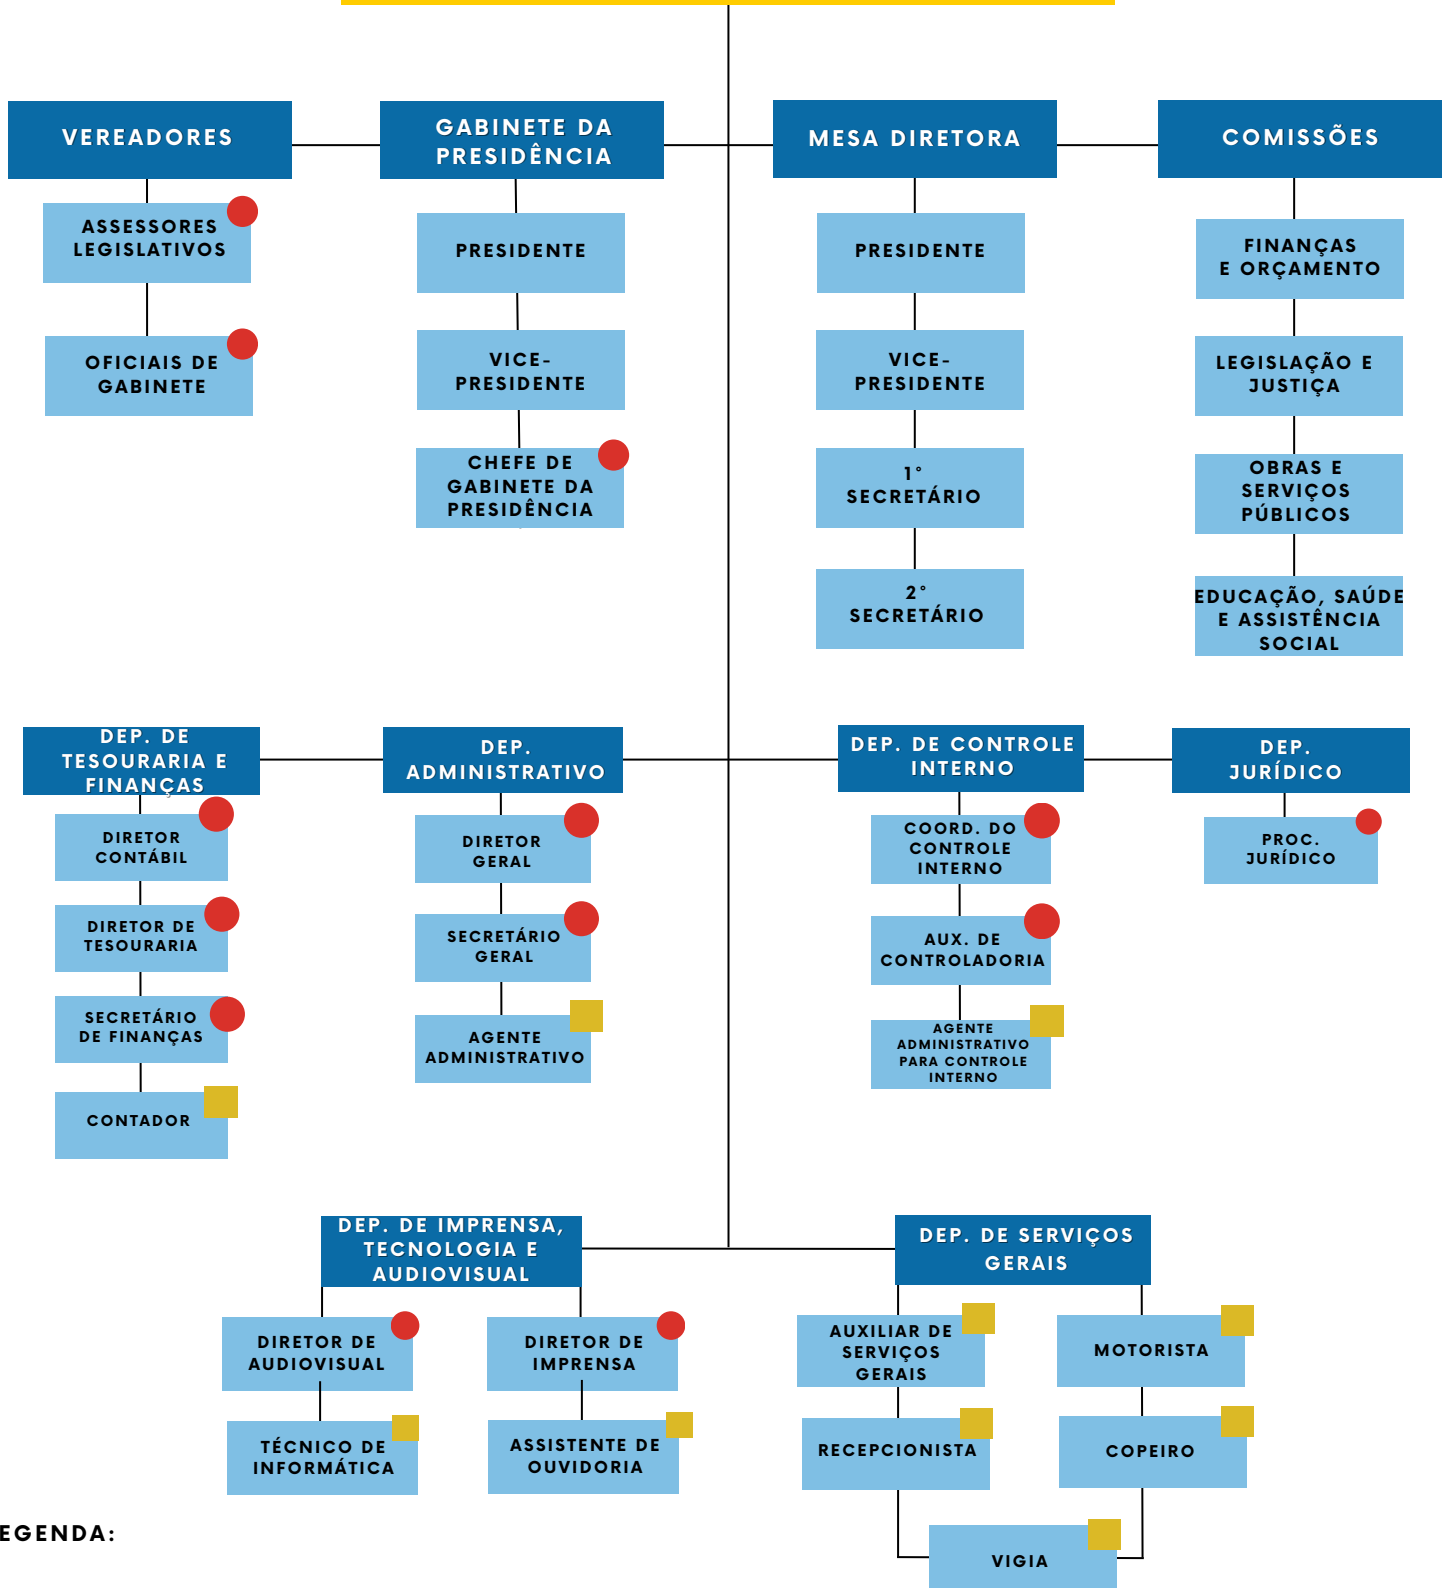 VEREADORES
GABINETE DA
PRESIDÊNCIA
MESA DIRETORA
COMISSÕES
ASSESSORES
LEGISLATIVOS
OFICIAIS DE
GABINETE
PRESIDENTE
VICE-
PRESIDENTE
CHEFE DE
GABINETE DA
PRESIDÊNCIA
PRESIDENTE
VICE-
PRESIDENTE
1°
SECRETÁRIO
2°
SECRETÁRIO
FINANÇAS
E ORÇAMENTO
LEGISLAÇÃO E
JUSTIÇA
OBRAS E
SERVIÇOS
PÚBLICOS
EDUCAÇÃO, SAÚDE
E ASSISTÊNCIA
SOCIAL
DEP. DE
TESOURARIA E
FINANÇAS
DEP.
ADMINISTRATIVO
DEP. DE CONTROLE
INTERNO
DEP.
JURÍDICO
DIRETOR
CONTÁBIL
DIRETOR DE
TESOURARIA
SECRETÁRIO
DE FINANÇAS
CONTADOR
DIRETOR
GERAL
SECRETÁRIO
GERAL
AGENTE
ADMINISTRATIVO
COORD. DO
CONTROLE
INTERNO
AUX. DE
CONTROLADORIA
AGENTE
ADMINISTRATIVO
PARA CONTROLE
INTERNO
PROC.
JURÍDICO
DEP. DE IMPRENSA,
TECNOLOGIA E
AUDIOVISUAL
DEP. DE SERVIÇOS
GERAIS
DIRETOR DE
AUDIOVISUAL
TÉCNICO DE
INFORMÁTICA
DIRETOR DE
IMPRENSA
ASSISTENTE DE
OUVIDORIA
AUXILIAR DE
SERVIÇOS
GERAIS
RECEPCIONISTA
MOTORISTA
COPEIRO
VIGIA
EGENDA: